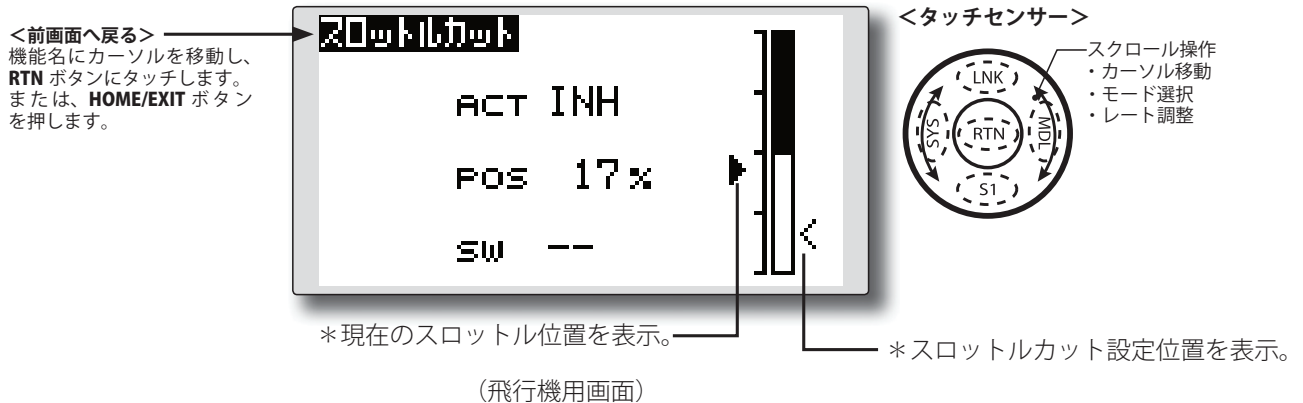 ＜前画面へ戻る＞
機能名にカーソルを移動し、
RTN ボタンにタッチします。
または、HOME/EXIT ボタン
を押します。
スロットルカット
ACT INH
POS 17%
SW --
＜タッチセンサー＞
LNK
SYS
RTN
MDL
S1
スクロール操作
・カーソル移動
・モード選択
・レート調整
＊現在のスロットル位置を表示。
＊スロットルカット設定位置を表示。
（飛行機用画面）